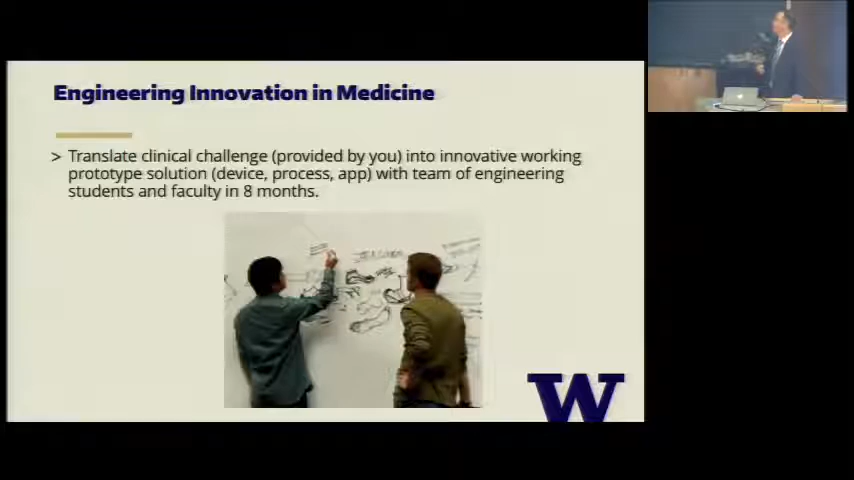 Engineering Innovation in Medicine
> Translate clinical challenge (provided by you) into innovative working
prototype solution (device, process, app) with team of engineering
students and faculty in 8 months.
W